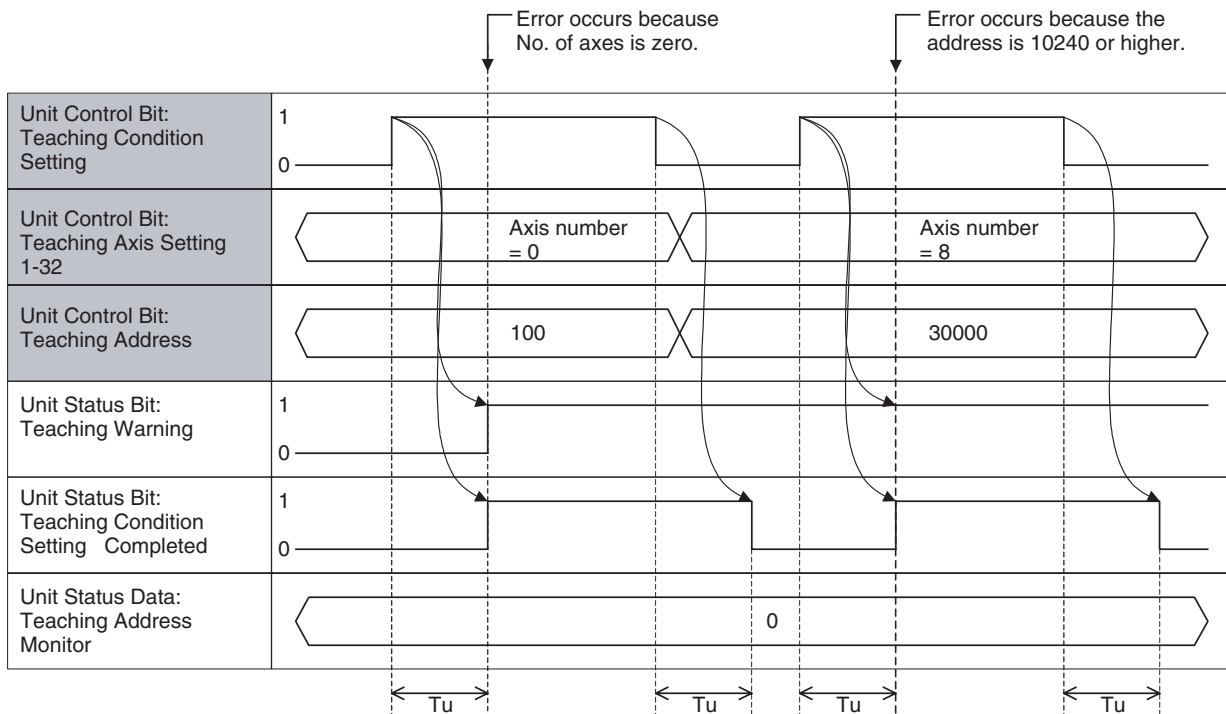 Error occurs because
No. of axes is zero.
Error occurs because the
address is 10240 or higher.
Unit Control Bit:
Teaching Condition
Setting
1
0
Unit Control Bit:
Teaching Axis Setting
1-32
Axis number
= 0
Axis number
= 8
Unit Control Bit:
Teaching Address
100
30000
Unit Status Bit:
Teaching Warning
1
0
Unit Status Bit:
Teaching Condition
Setting Completed
1
0
Unit Status Data:
Teaching Address
Monitor
0
Tu
Tu
Tu
Tu